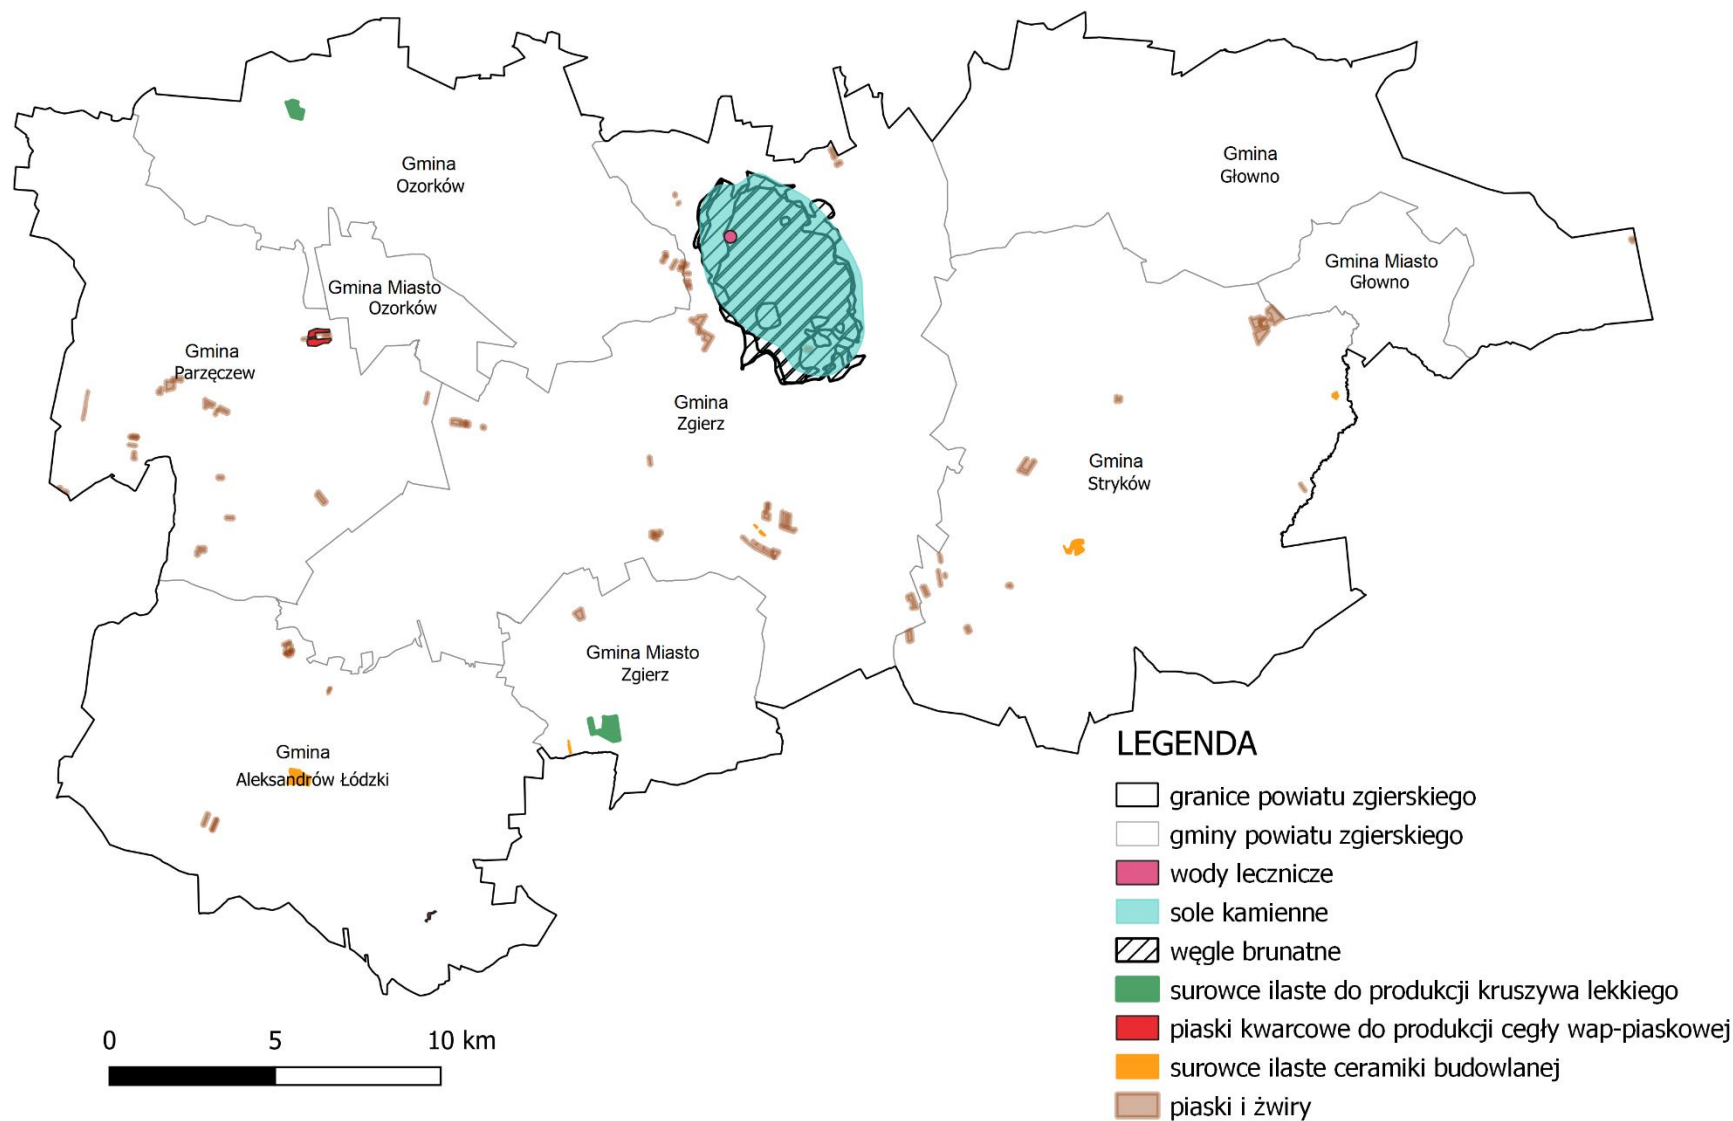 Gmina
Ozorków
Gmina
Głowno
Gmina Miasto
Głowno
Gmina Miasto
Ozorków
Gmina
Parzęczew
Gmina
Zgierz
Gmina
Stryków
Gmina Miasto
Zgierz
Gmina
Aleksandrów Łódzki
LEGENDA
granice powiatu zgierskiego
gminy powiatu zgierskiego
wody lecznicze
sole kamienne
węgle brunatne
surowce ilaste do produkcji kruszywa lekkiego
piaski kwarcowe do produkcji cegły wap-piaskowej
surowce ilaste ceramiki budowlanej
piaski i żwiry
0 5 10 km